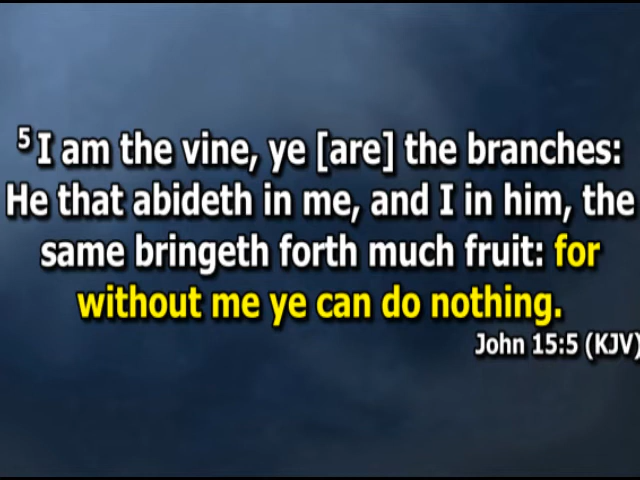 5 I am the vine, ye [are] the branches:
He that abideth in me, and I in him, the
same bringeth forth much fruit: for
without me ye can do nothing.
John 15:5 (KJV)